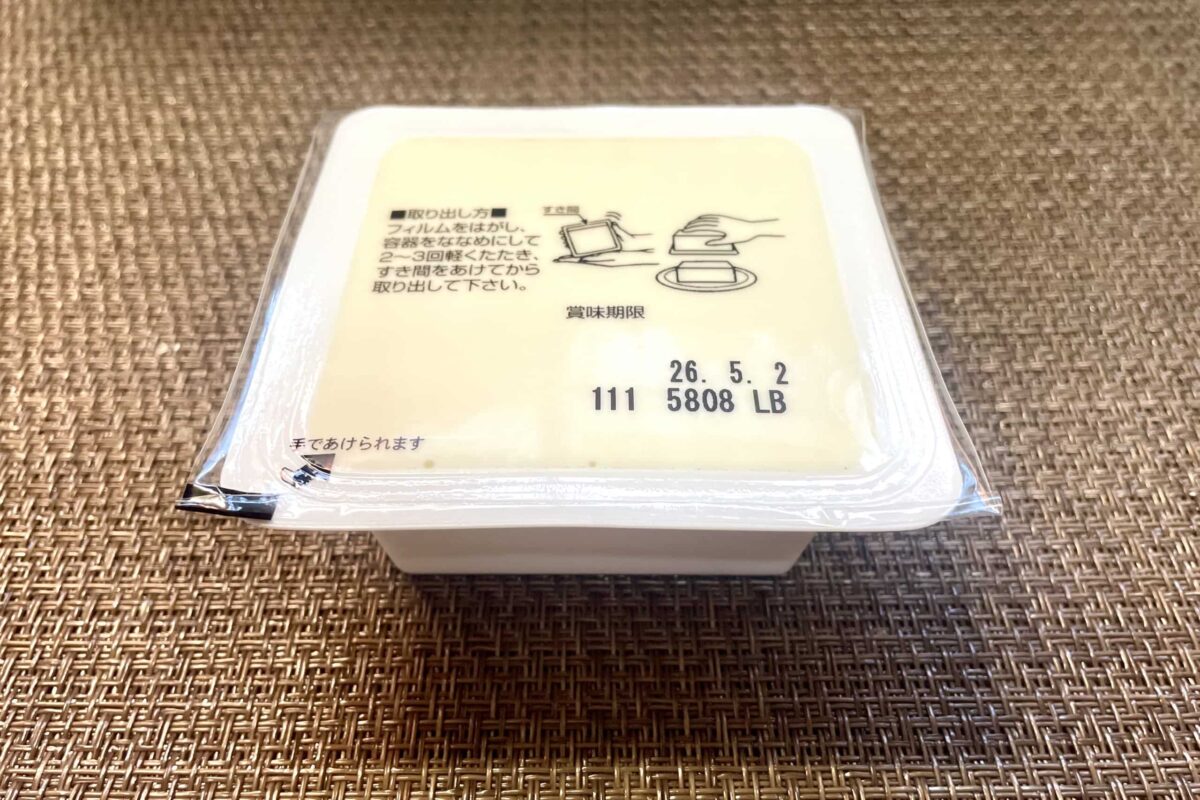 ■取り出し方■
フィルムをはがし、
容器をななめにして
2〜3回軽くたたき、
すき間をあけてから
取り出して下さい。
すき間
賞味期限
26. 5. 2
111 5808 LB
手であけられます